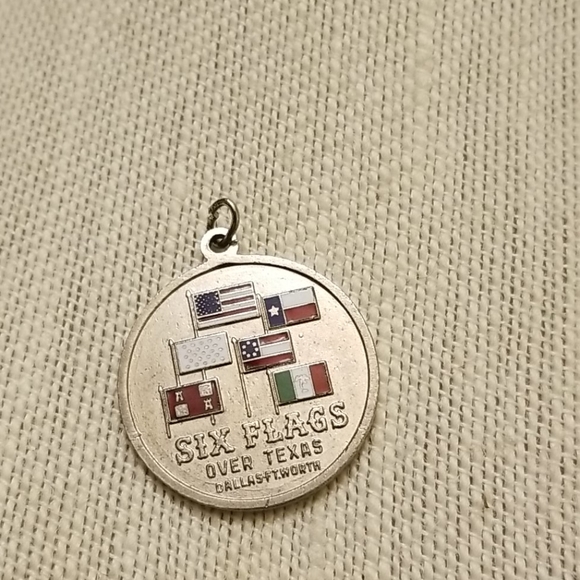 SIX FLAGS
OVER TEXAS
DALLAS-FT.WORTH